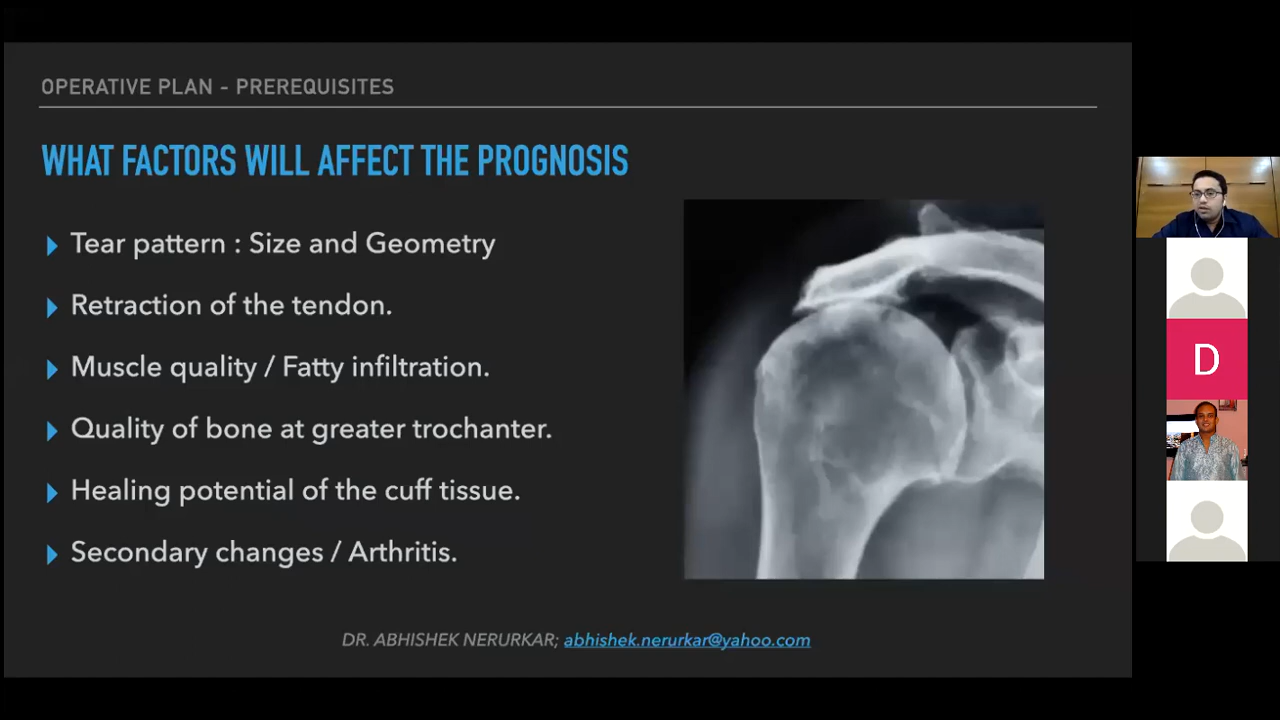 OPERATIVE PLAN - PREREQUISITES
WHAT FACTORS WILL AFFECT THE PROGNOSIS
Tear pattern : Size and Geometry
Retraction of the tendon.
Muscle quality / Fatty infiltration.
Quality of bone at greater trochanter.
Healing potential of the cuff tissue.
Secondary changes / Arthritis.
DR. ABHISHEK NERURKAR; abhishek.nerurkar@yahoo.com
D